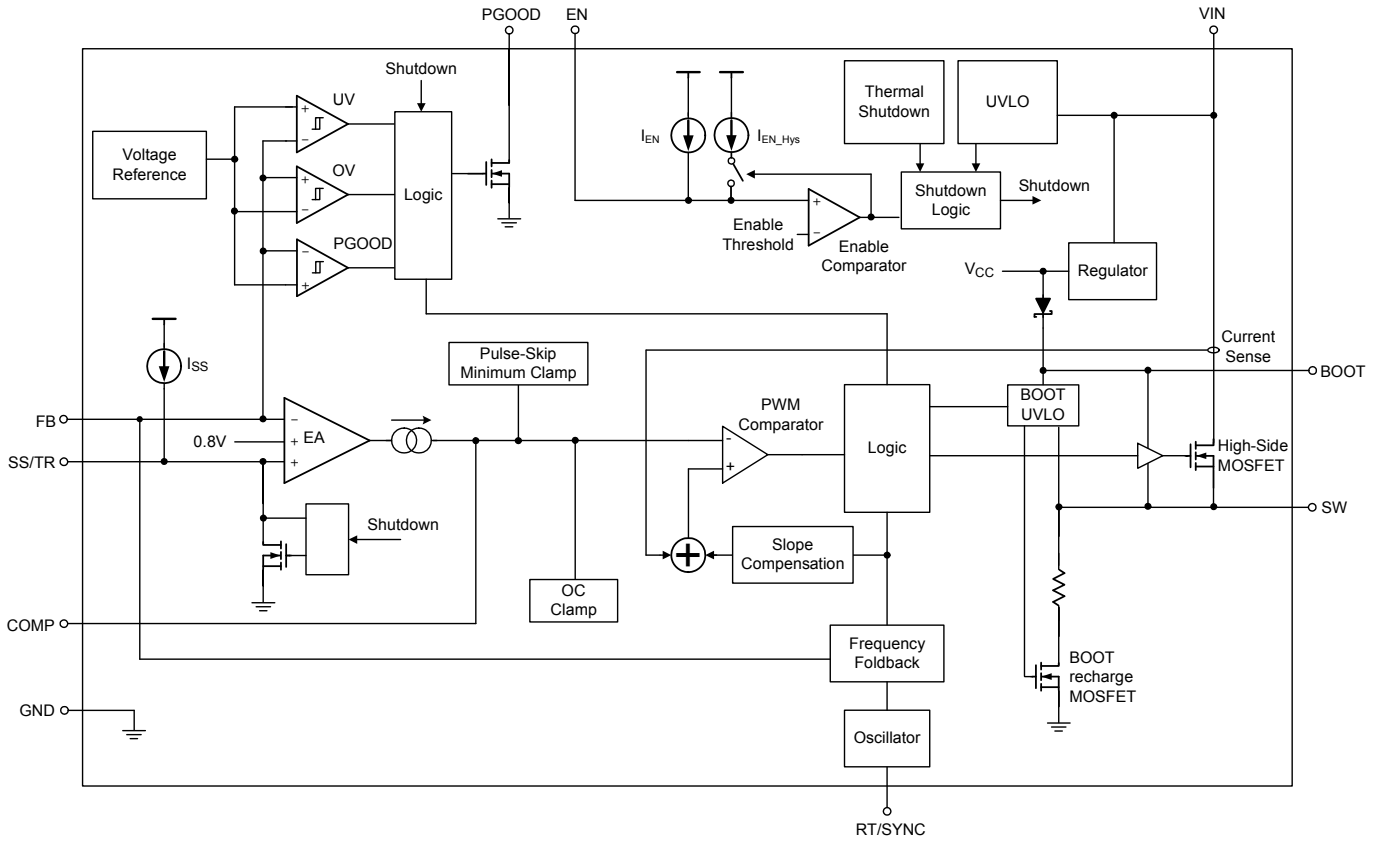 PGOOD
EN
VIN
Shutdown
UV
Thermal
Shutdown
UVLO
IEN
IEN_Hys
Voltage
Reference
OV
Logic
Shutdown
Logic
Shutdown
Enable
Threshold
Enable
Comparator
PGOOD
VCC
Regulator
ISS
Pulse-Skip
Minimum Clamp
Current
Sense
BOOT
BOOT
UVLO
FB
0.8V
EA
PWM
Comparator
Logic
High-Side
MOSFET
SS/TR
SW
Shutdown
Slope
Compensation
OC
Clamp
COMP
Frequency
Foldback
BOOT
recharge
MOSFET
GND
Oscillator
RT/SYNC
+
−
+
−
−
+
+
−
−
+
+
-
+
+